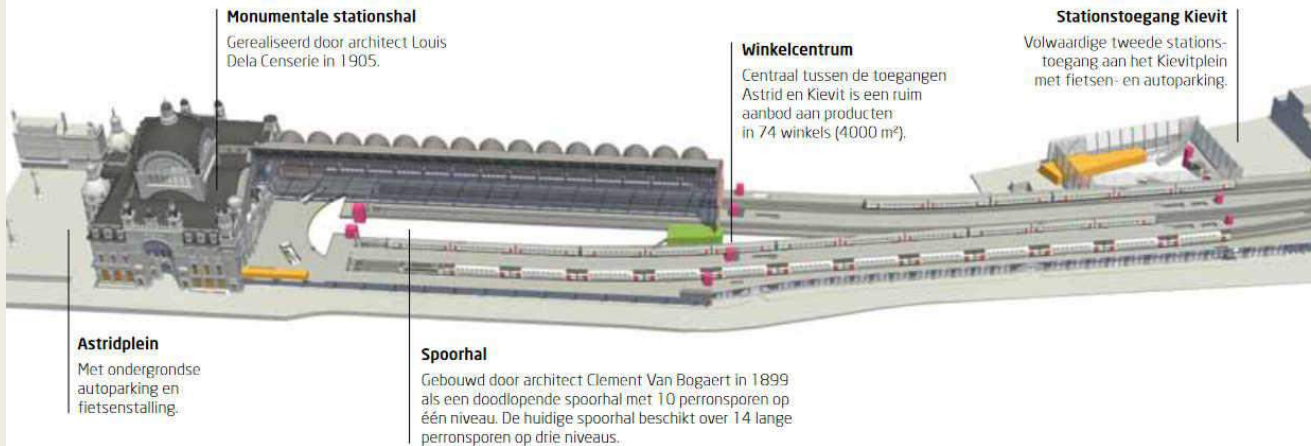 Monumentale stationshal
Gerealiseerd door architect Louis
Dela Censerie in 1905.
Winkelcentrum
Centraal tussen de toegangen
Astrid en Kievit is een ruim
aanbod aan producten
in 74 winkels (4000 m²).
Stationstoegang Kievit
Volwaardige tweede stations-
toegang aan het Kievitplein
met fietsen- en autoparking.
Astridplein
Met ondergrondse
autoparking en
fietsenstalling.
Spoorhal
Gebouwd door architect Clement Van Bogaert in 1899
als een doodlopende spoorhal met 10 perronsporen op
één niveau. De huidige spoorhal beschikt over 14 lange
perronsporen op drie niveaus.